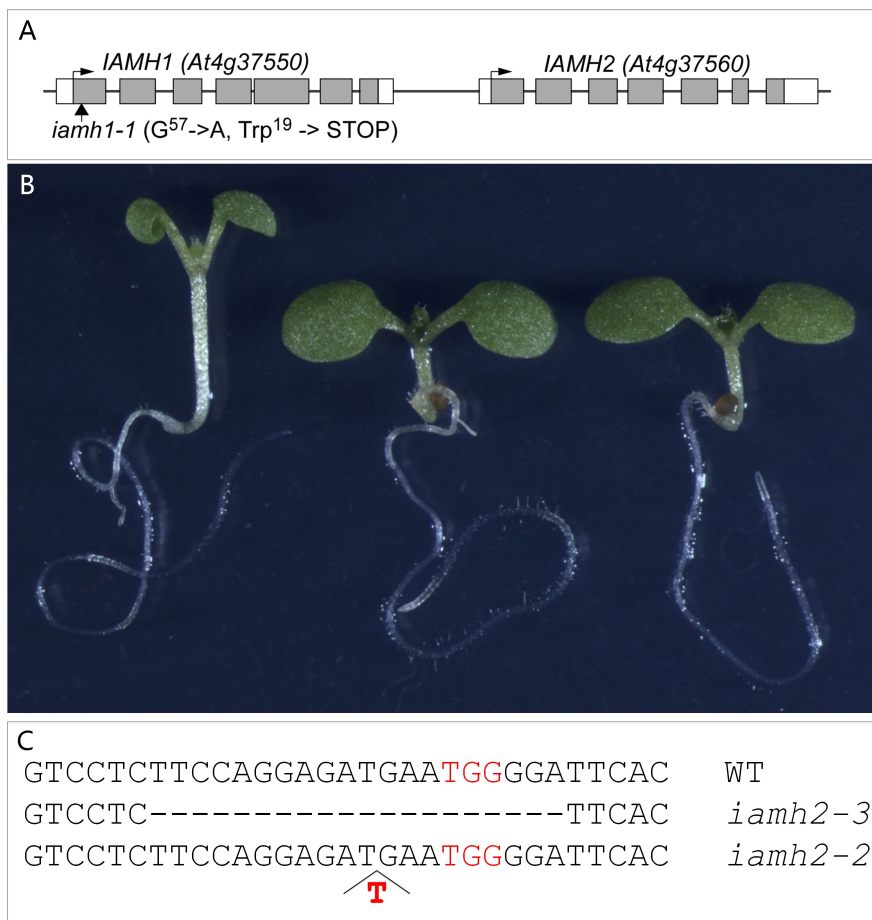 A
IAMH1 (At4g37550) IAMH2 (At4g37560)
iamh1-1 (G57->A, Trp19 -> STOP)
B
C
GTCCTCTTCCAGGAGATGAATGGGGATTCAC WT
GTCCTC--------------------TTCAC iamh2-3
GTCCTCTTCCAGGAGATGAATGGGGATTCAC iamh2-2
T